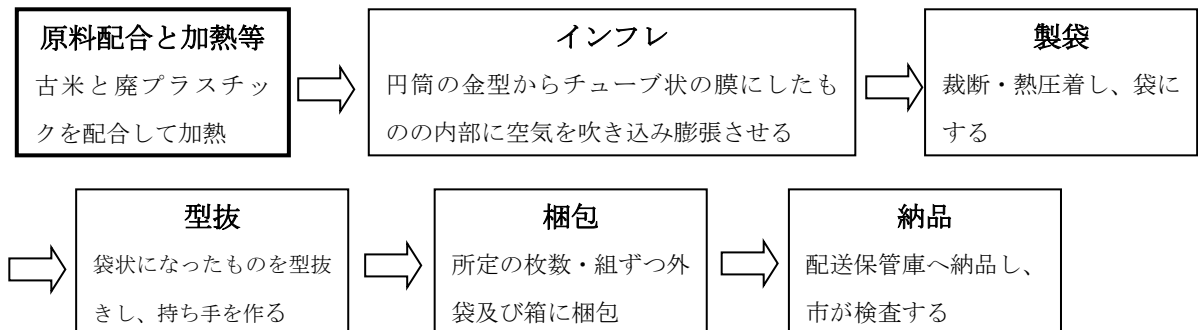 原料配合と加熱等
古米と廃プラスチッ
クを配合して加熱
インフレ
円筒の金型からチューブ状の膜にしたも
のの内部に空気を吹き込み膨張させる
製袋
裁断・熱圧着し、袋に
する
型抜
袋状になったものを型抜
きし、持ち手を作る
梱包
所定の枚数・組ずつ外
袋及び箱に梱包
納品
配送保管庫へ納品し、
市が検査する